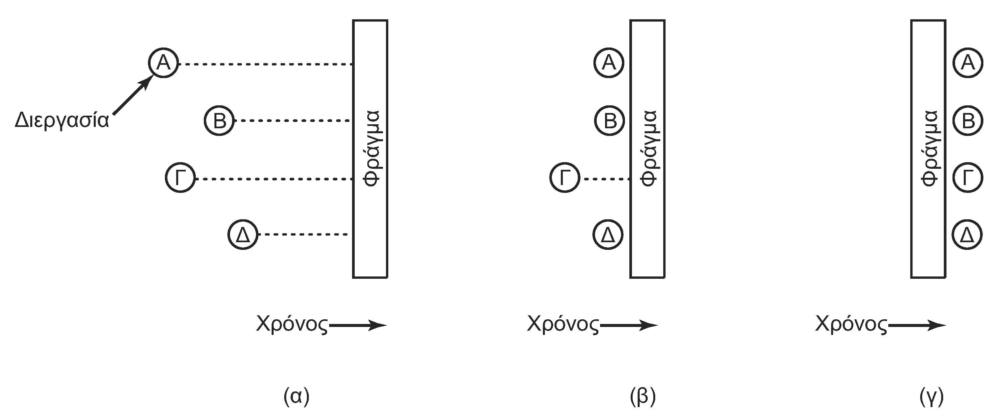 Α
Β
Γ
Δ
Διεργασία
Φράγμα
Χρόνος
(α)
Α
Β
Γ
Δ
Φράγμα
Χρόνος
(β)
Α
Β
Γ
Δ
Φράγμα
Χρόνος
(γ)